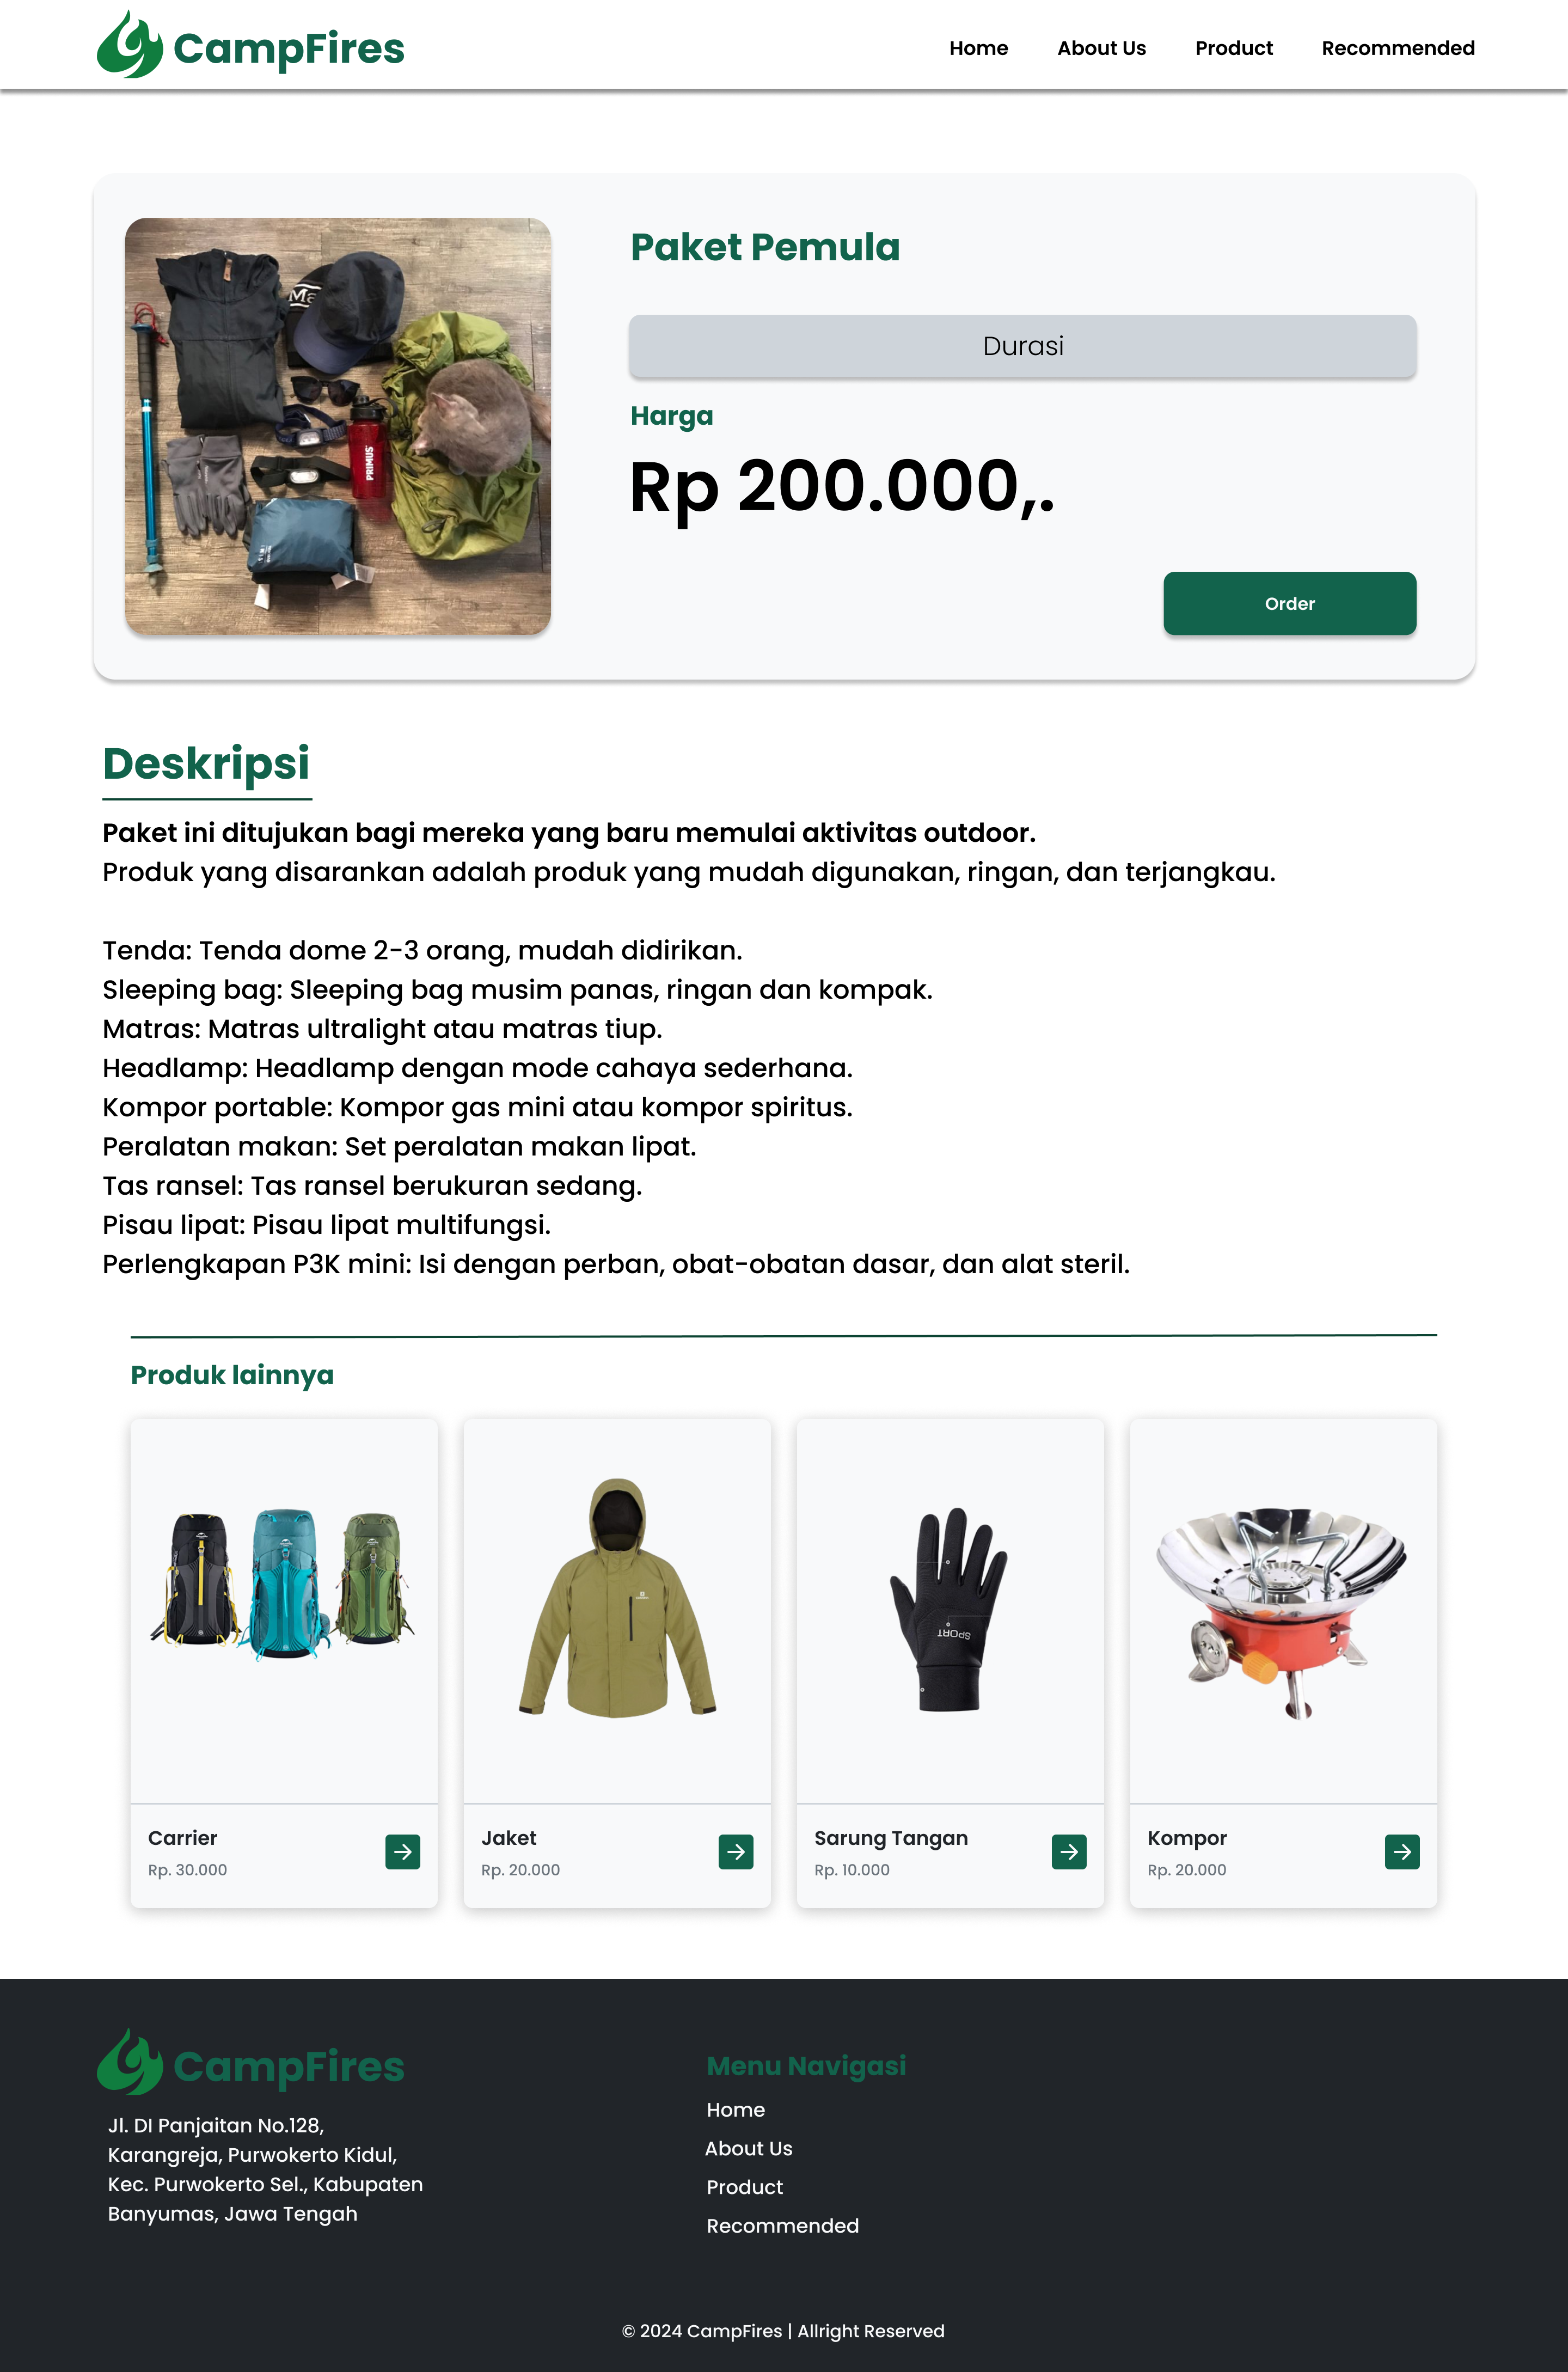 CampFires
Home
About Us
Product
Recommended
Ma
PRIMUS
Paket Pemula
Durasi
Harga
Rp 200.000,.
Order
Deskripsi
Paket ini ditujukan bagi mereka yang baru memulai aktivitas outdoor.
Produk yang disarankan adalah produk yang mudah digunakan, ringan, dan terjangkau.
Tenda: Tenda dome 2-3 orang, mudah didirikan.
Sleeping bag: Sleeping bag musim panas, ringan dan kompak.
Matras: Matras ultralight atau matras tiup.
Headlamp: Headlamp dengan mode cahaya sederhana.
Kompor portable: Kompor gas mini atau kompor spiritus.
Peralatan makan: Set peralatan makan lipat.
Tas ransel: Tas ransel berukuran sedang.
Pisau lipat: Pisau lipat multifungsi.
Perlengkapan P3K mini: Isi dengan perban, obat-obatan dasar, dan alat steril.
Produk lainnya
SPORT
Carrier
Rp. 30.000
Jaket
Rp. 20.000
Sarung Tangan
Rp. 10.000
Kompor
Rp. 20.000
CampFires
Jl. DI Panjaitan No.128,
Karangreja, Purwokerto Kidul,
Kec. Purwokerto Sel., Kabupaten
Banyumas, Jawa Tengah
Menu Navigasi
Home
About Us
Product
Recommended
© 2024 CampFires | Allright Reserved